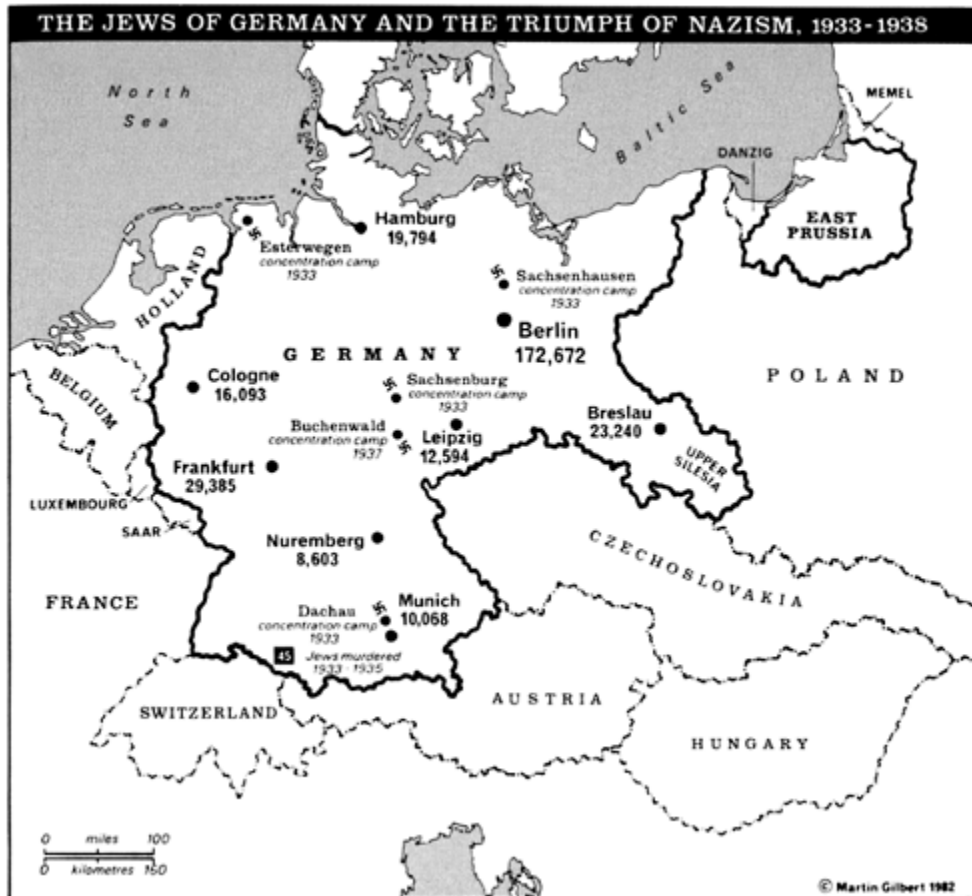 THE JEWS OF GERMANY AND THE TRIUMPH OF NAZISM, 1933-1938
North
Sea
Baltic Sea
MEMEL
DANZIG
EAST
PRUSSIA
Hamburg
19,794
Esterwegen
concentration camp
1933
HOLLAND
Sachsenhausen
concentration camp
1933
Berlin
172,672
GERMANY
POLAND
BELGIUM
Cologne
16,093
Sachsenburg
concentration camp
1933
Buchenwald
concentration camp
1937
Leipzig
12,594
Breslau
23,240
UPPER
SILESIA
Frankfurt
29,385
LUXEMBOURG
SAAR
Nuremberg
8,603
CZECHOSLOVAKIA
FRANCE
Dachau
concentration camp
1933
Munich
10,068
45 Jews murdered
1933 - 1935
SWITZERLAND
AUSTRIA
HUNGARY
0 miles 100
0 kilometres 150
© Martin Gilbert 1982